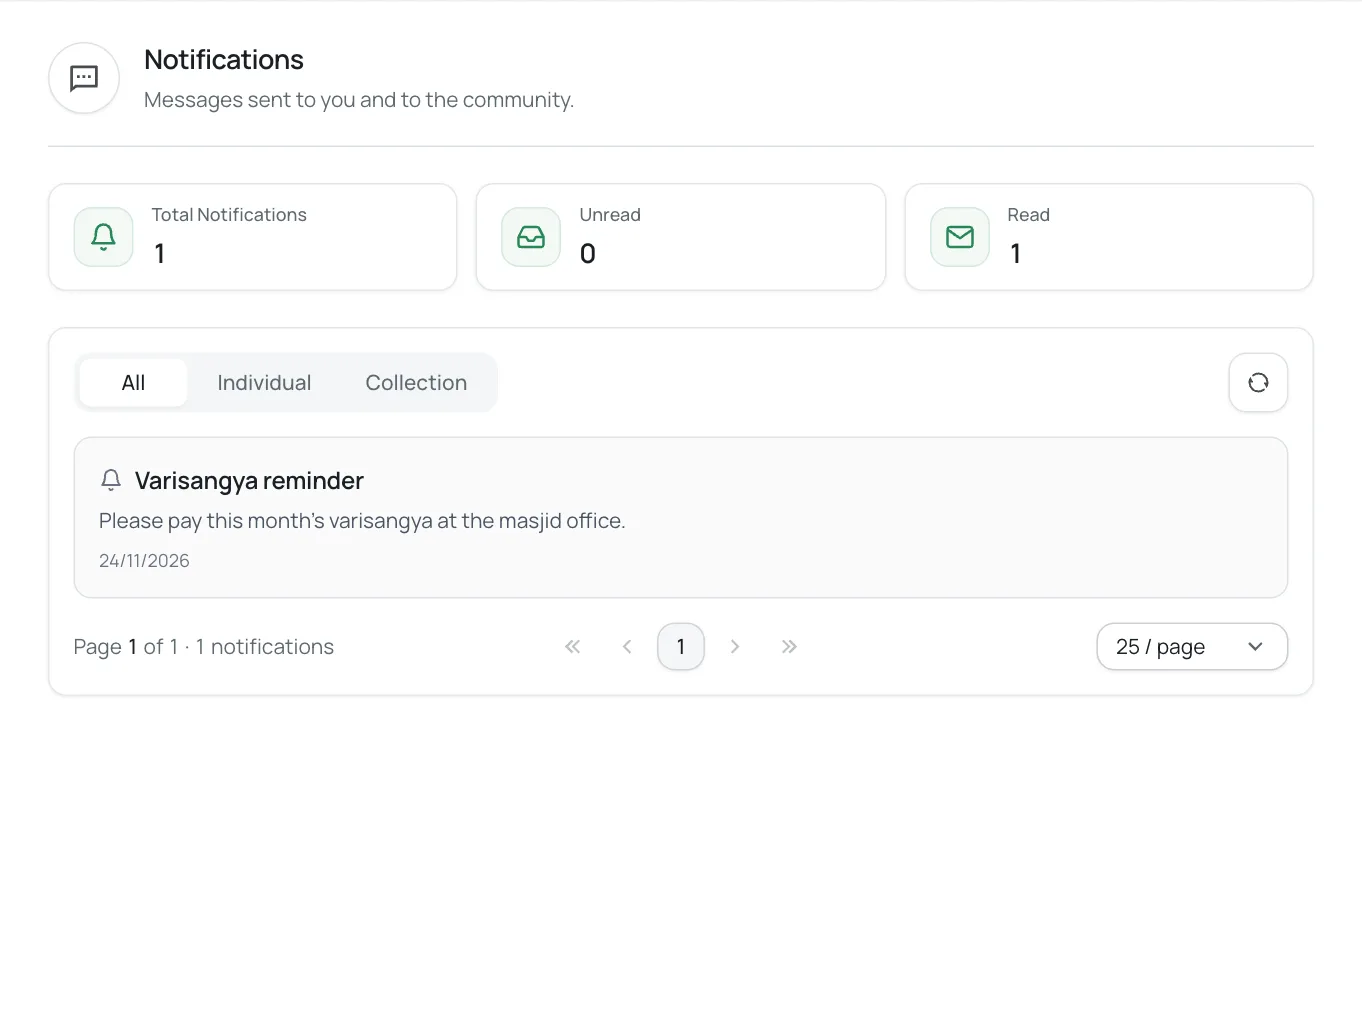 Notifications
Messages sent to you and to the community.
Total Notifications
1
Unread
0
Read
1
All
Individual
Collection
Varisangya reminder
Please pay this month's varisangya at the masjid office.
24/11/2026
Page 1 of 1 · 1 notifications
1
25 / page